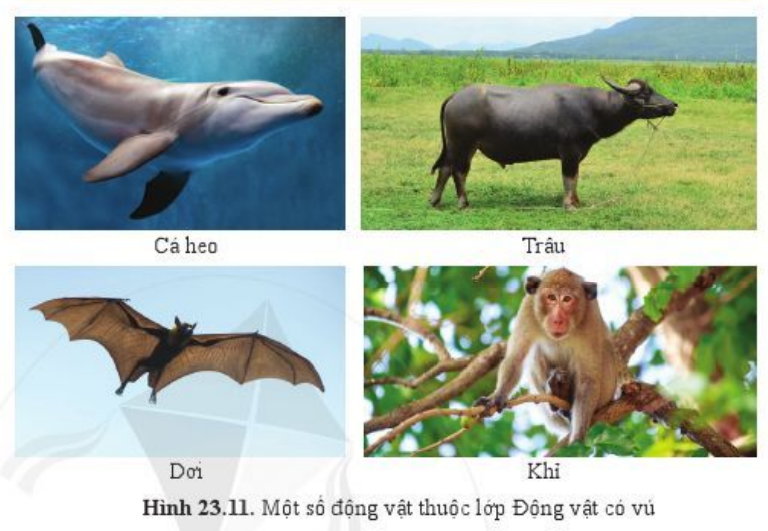 Cá heo
Trâu
Dơi
Khỉ
Hình 23.11. Một số động vật thuộc lớp Động vật có vú